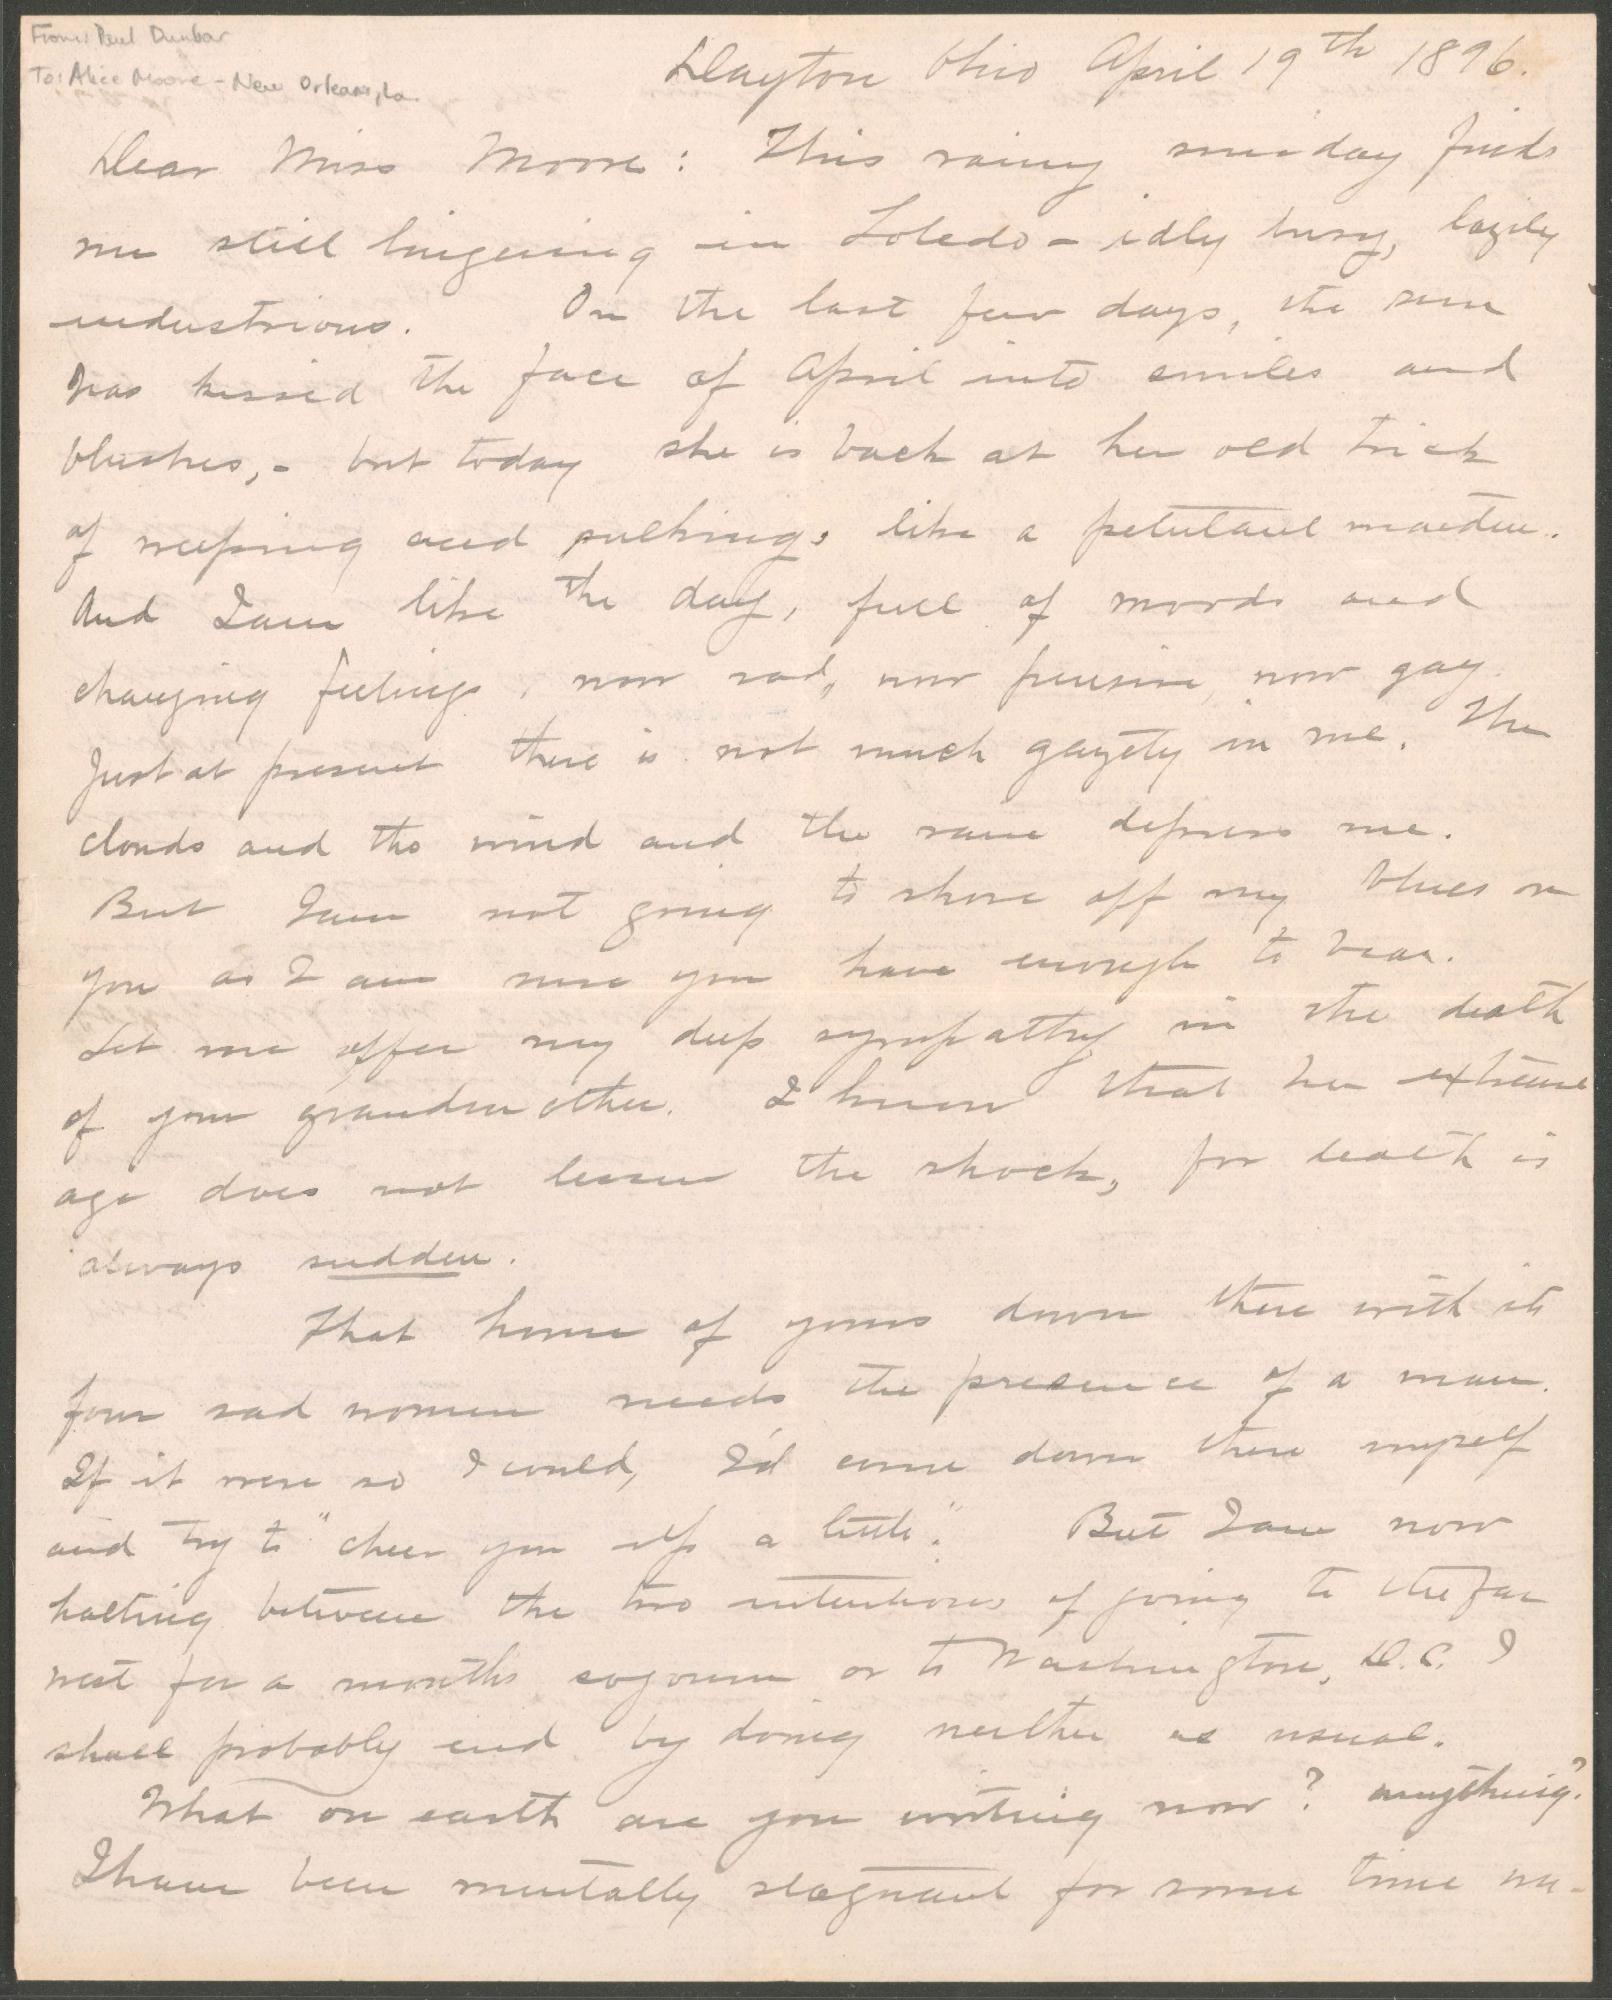 From: Paul Dunbar
To: Alice Moore - New Orleans, La.
Dayton Ohio April 19th 1896.
Dear Miss Moore: This rainy sunday finds
me still lingering in Toledo - idly busy, lazily
industrious. On the last few days, the sun
has kissed the face of April into smiles and
blushes, - but today she is back at her old trick
of weeping and sulking, like a petulant maiden.
And I am like the day, full of moods and
changing feelings, now sad, now pensive, now gay.
Just at present there is not much gayety in me. The
clouds and the wind and the rain depress me.
But I am not going to shove off my blues on
you as I am sure you have enough to bear.
Let me offer my deep sympathy in the death
of your grandmother. I know that her extreme
age does not lessen the shock, for death is
always sudden.
That home of yours down there with its
four sad women needs the presence of a man.
If it were so I could, I'd come down there myself
and try to "cheer you up a little". But I am now
halting between the two intentions of going to the far
west for a months sogourn or to Washington, D.C. I
shall probably end by doing neither as usual.
What on earth are you writing now? anything?
I have been mentally stagnant for some time un-